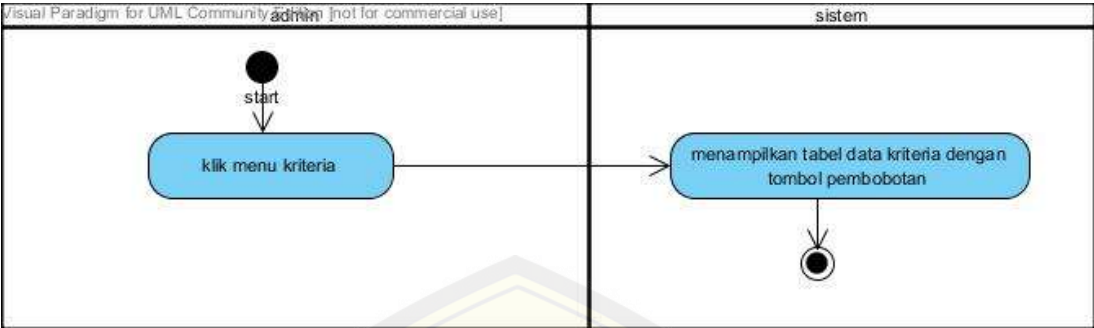 Visual Paradigm for UML Community Edition [not for commercial use]
admin
sistem
start
klik menu kriteria
menampilkan tabel data kriteria dengan
tombol pembobotan